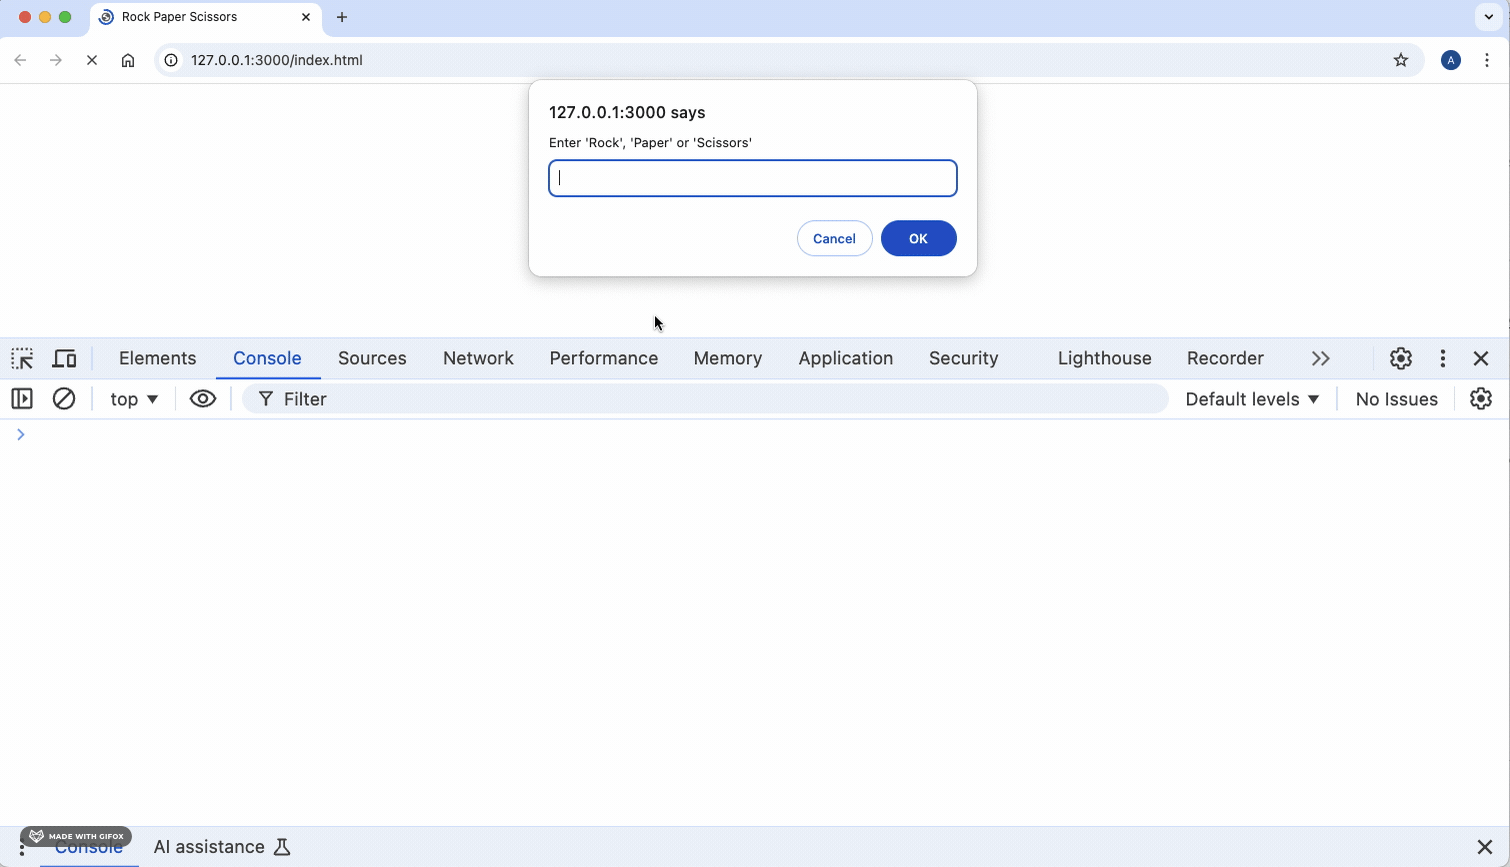 Rock Paper Scissors
127.0.0.1:3000/index.html
A
127.0.0.1:3000 says
Enter 'Rock', 'Paper' or 'Scissors'
Cancel
OK
Elements Console Sources Network Performance Memory Application Security Lighthouse Recorder
top Filter Default levels No Issues
MADE WITH GIFOX
Console AI assistance